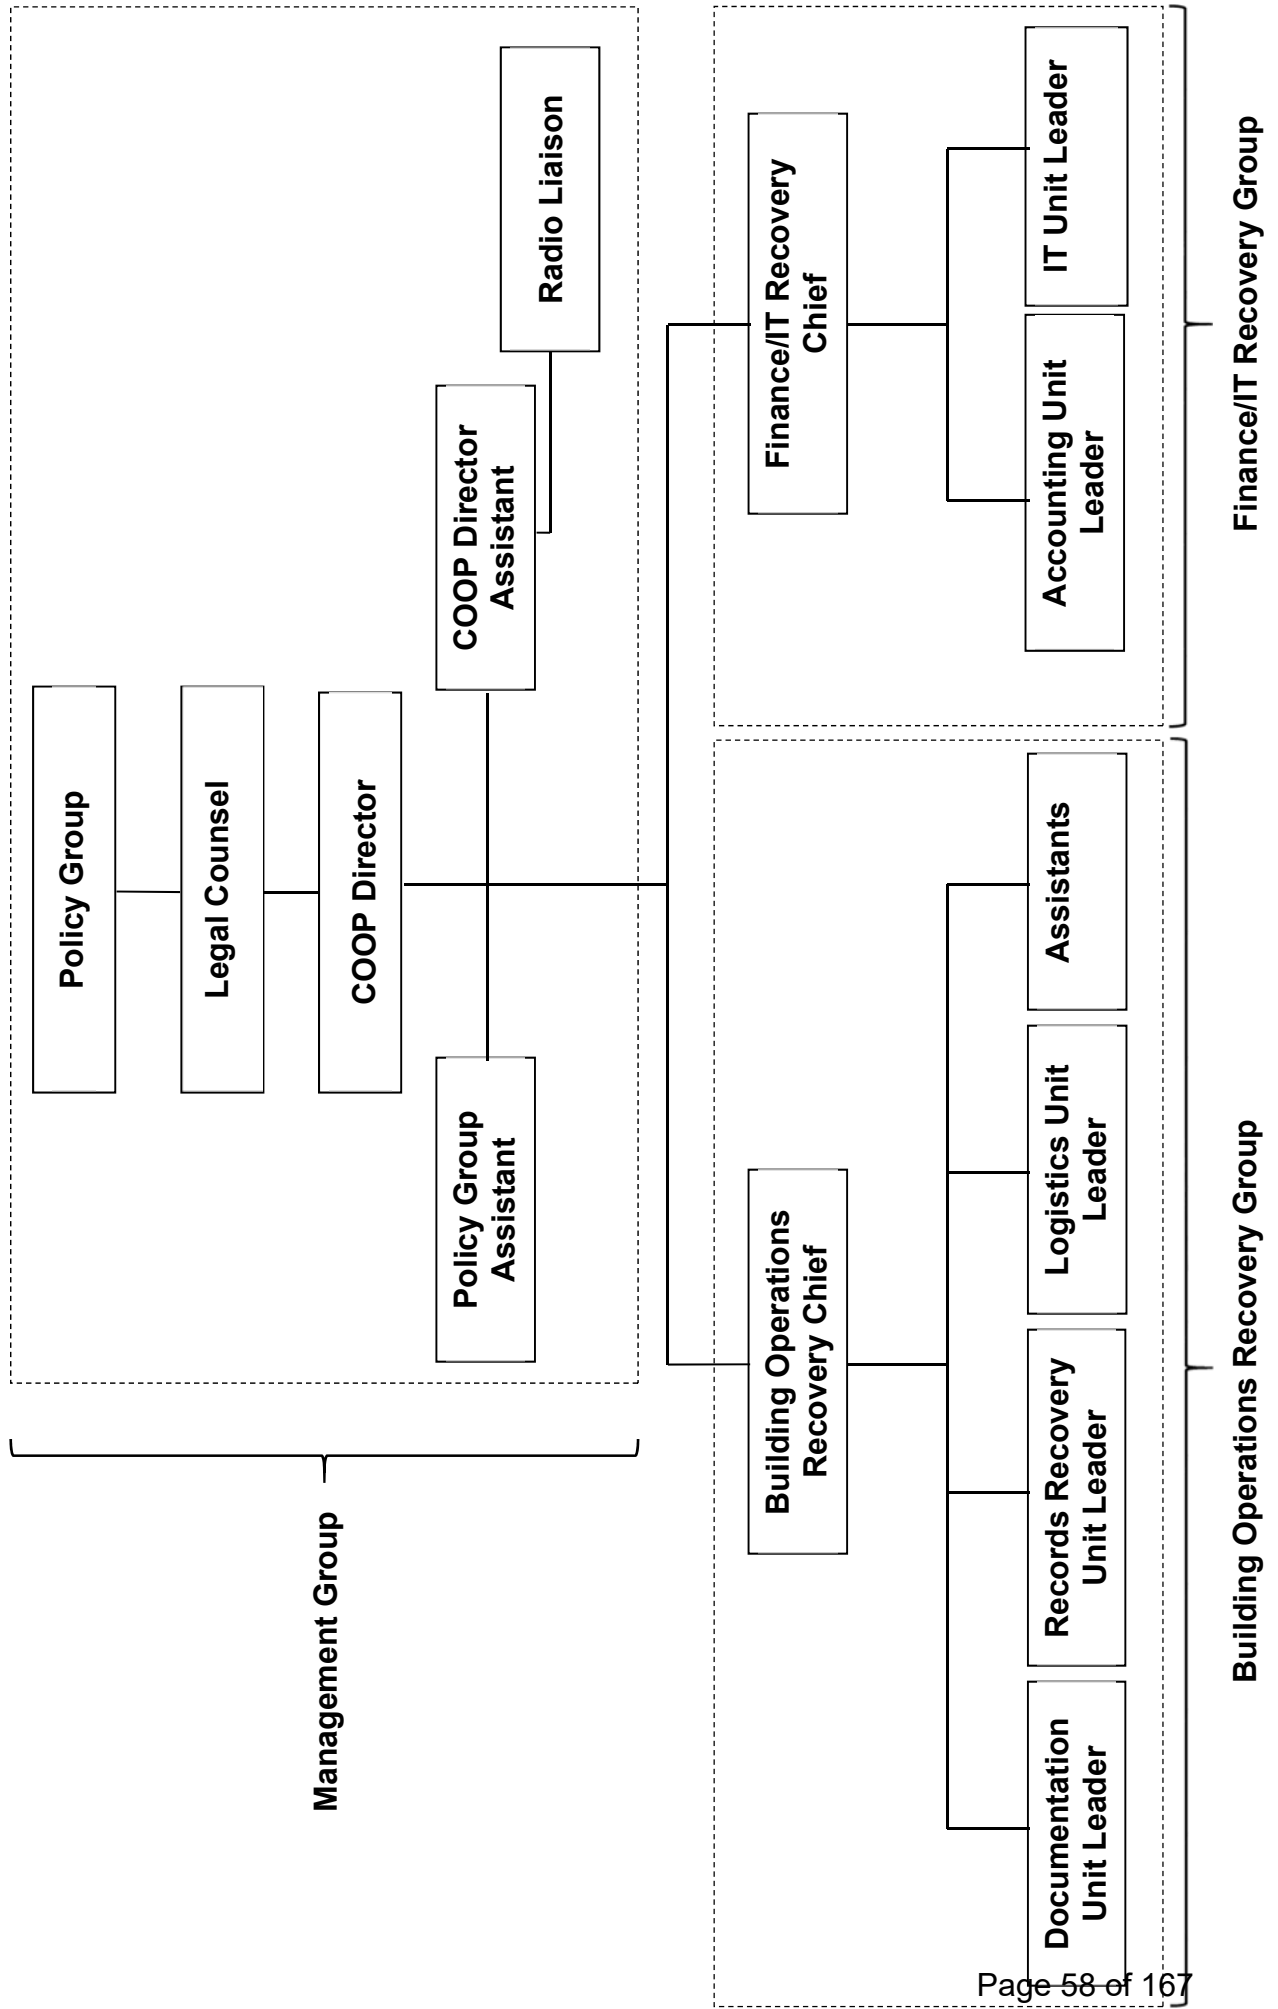 Policy Group
Legal Counsel
COOP Director
Policy Group
Assistant
COOP Director
Assistant
Radio Liaison
Management Group
Building Operations
Recovery Chief
Finance/IT Recovery
Chief
Documentation
Unit Leader
Records Recovery
Unit Leader
Logistics Unit
Leader
Assistants
Accounting Unit
Leader
IT Unit Leader
Building Operations Recovery Group
Finance/IT Recovery Group
Page 58 of 167